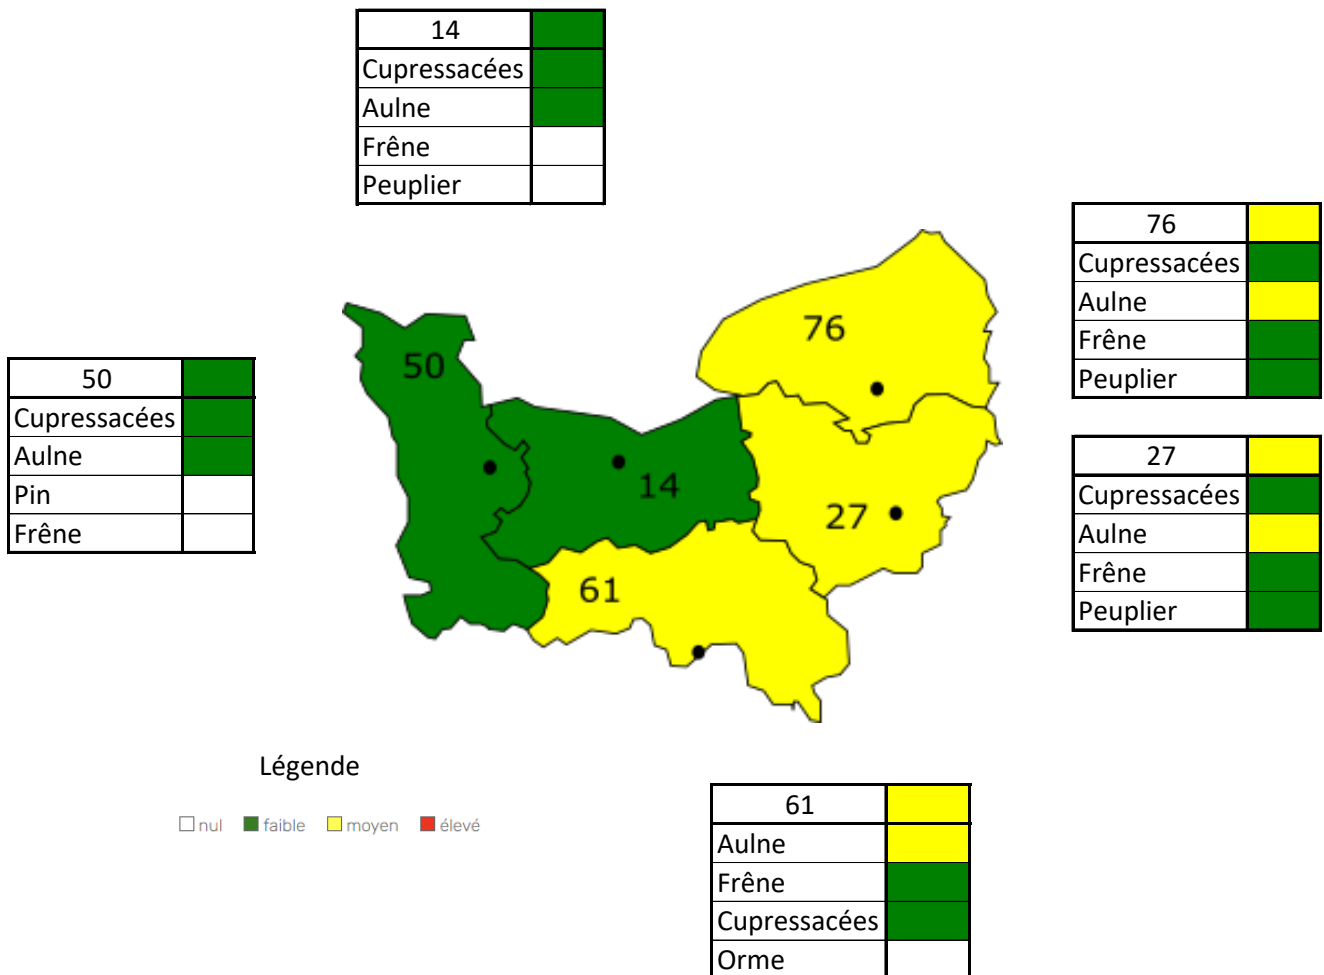 14
Cupressacées
Aulne
Frêne
Peuplier
76
Cupressacées
Aulne
Frêne
Peuplier
50
Cupressacées
Aulne
Pin
Frêne
27
Cupressacées
Aulne
Frêne
Peuplier
76
50
14
27
61
Légende
nul faible moyen élevé
61
Aulne
Frêne
Cupressacées
Orme